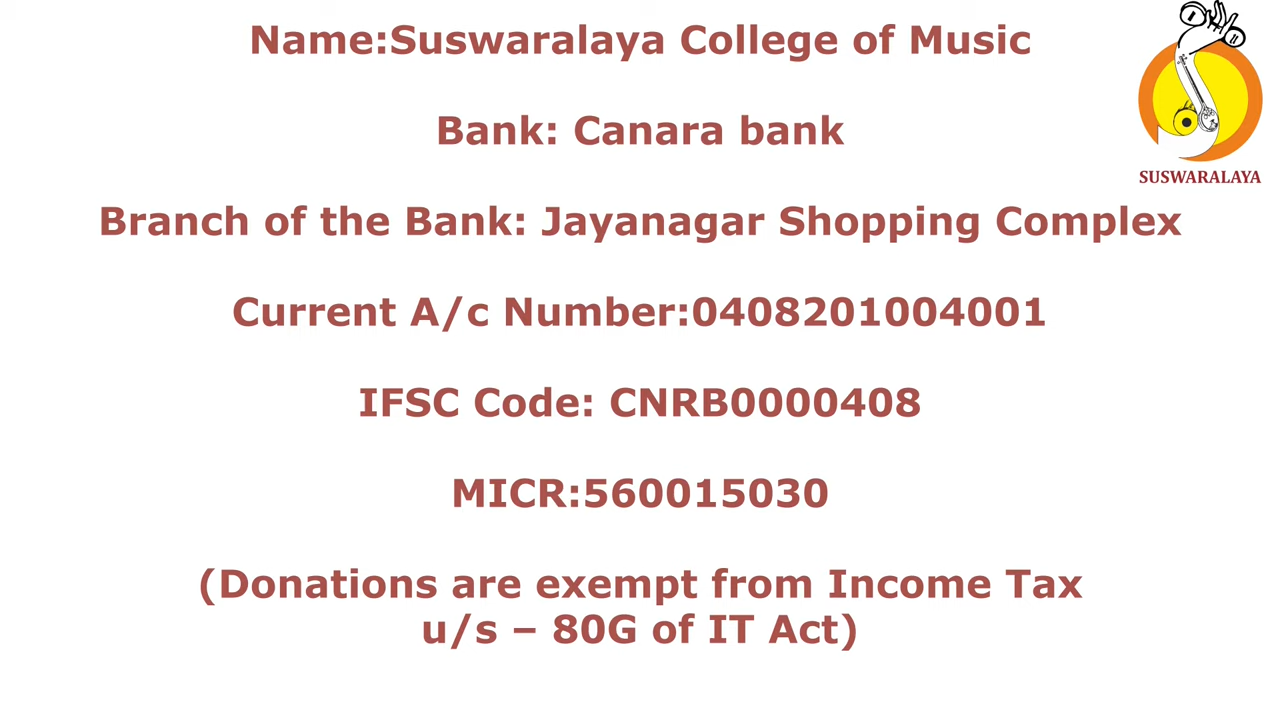 Name:Suswaralaya College of Music
Bank: Canara bank
Branch of the Bank: Jayanagar Shopping Complex
Current A/c Number:0408201004001
IFSC Code: CNRB0000408
MICR:560015030
(Donations are exempt from Income Tax
u/s – 80G of IT Act)
SUSWARALAYA